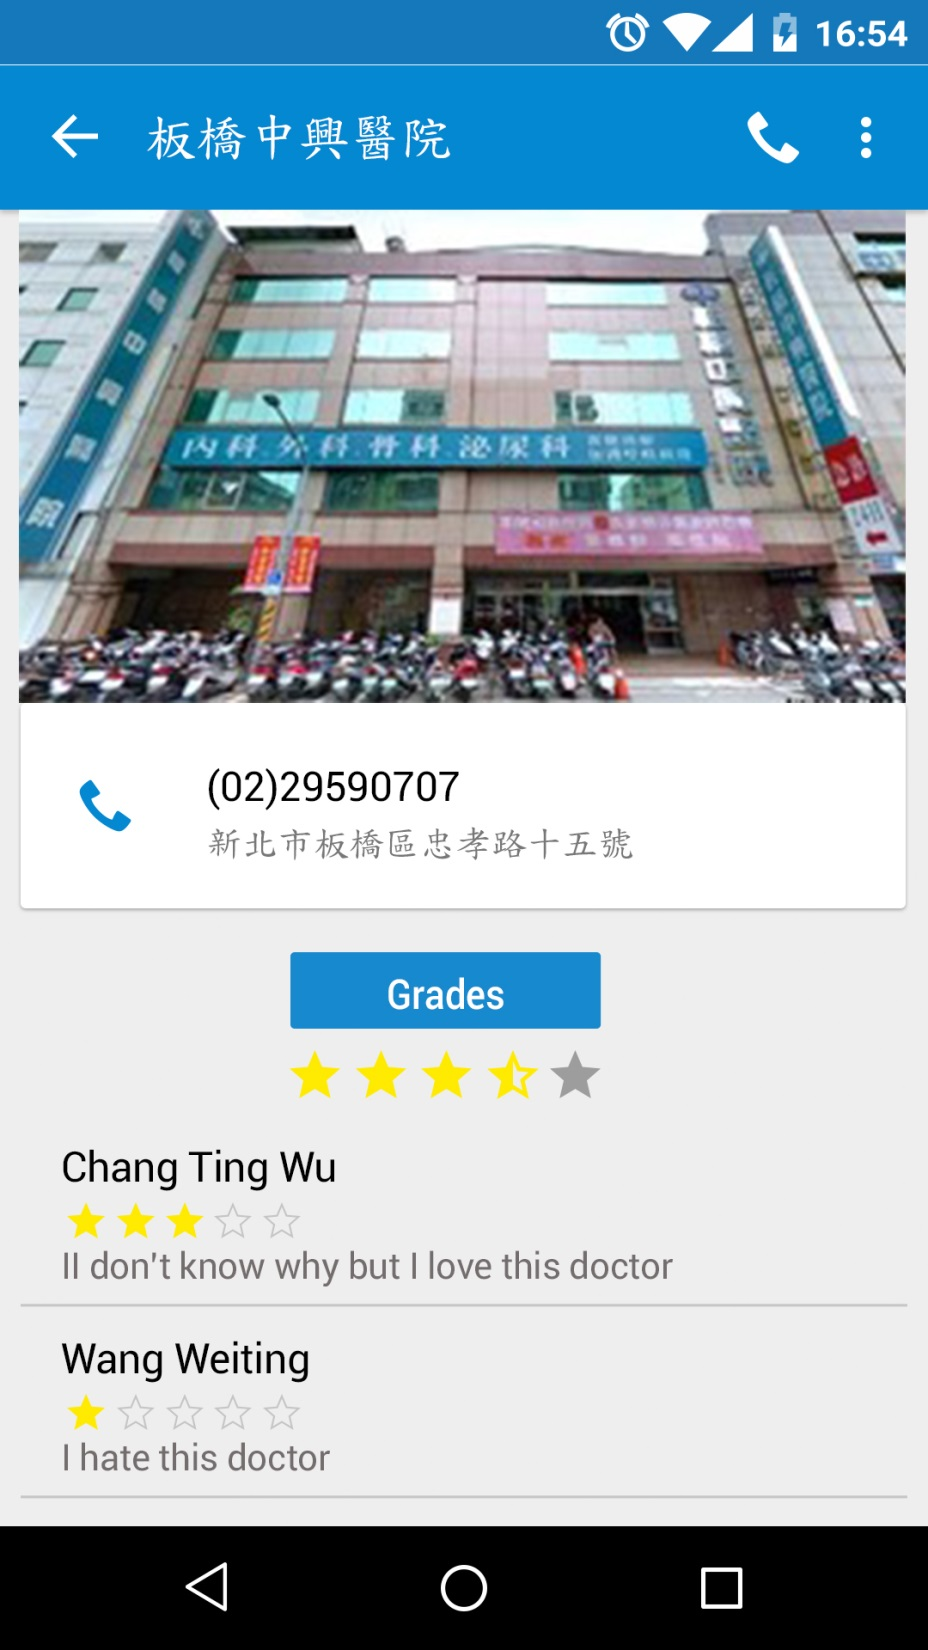 16:54
板橋中興醫院
內科.外科.骨科.泌尿科
(02)29590707
新北市板橋區忠孝路十五號
Grades
Chang Ting Wu
II don't know why but I love this doctor
Wang Weiting
I hate this doctor